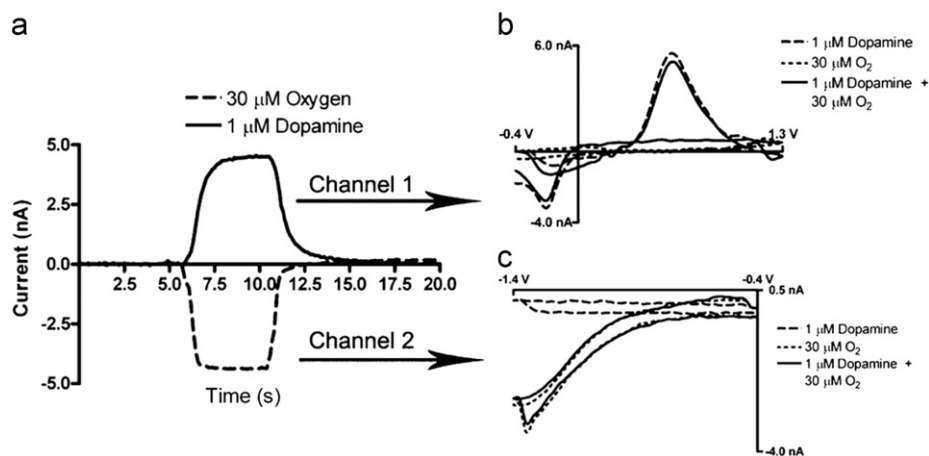 a
30 μM Oxygen
1 μM Dopamine
5.0
2.5
0.0
-2.5
-5.0
Current (nA)
2.5 5.0 7.5 10.0 12.5 15.0 17.5 20.0
Time (s)
Channel 1
Channel 2
b
6.0 nA
-0.4 V
1.3 V
-4.0 nA
1 μM Dopamine
30 μM O₂
1 μM Dopamine +
30 μM O₂
c
-1.4 V
-0.4 V
0.5 nA
-4.0 nA
1 μM Dopamine
30 μM O₂
1 μM Dopamine +
30 μM O₂